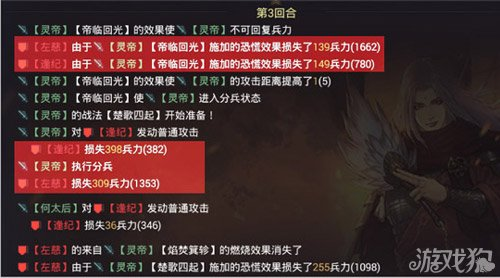 第3回合
【灵帝】【帝临回光】的效果使【灵帝】不可回复兵力
【左慈】由于【灵帝】【帝临回光】施加的恐慌效果损失了139兵力(1662)
【逢纪】由于【灵帝】【帝临回光】施加的恐慌效果损失了149兵力(780)
【灵帝】【帝临回光】的效果使【灵帝】的攻击距离提高了1(5)
【灵帝】【帝临回光】使【灵帝】进入分兵状态
【灵帝】的战法【楚歌四起】开始准备!
【灵帝】对【逢纪】发动普通攻击
【逢纪】损失398兵力(382)
【灵帝】执行分兵
【左慈】损失309兵力(1353)
【何太后】对【逢纪】发动普通攻击
【逢纪】损失36兵力(346)
【左慈】的来自【灵帝】【焰焚箕轸】的燃烧效果消失了
【左慈】由于【灵帝】【楚歌四起】施加的恐慌效果损失了255兵力(1098)
游戏狗